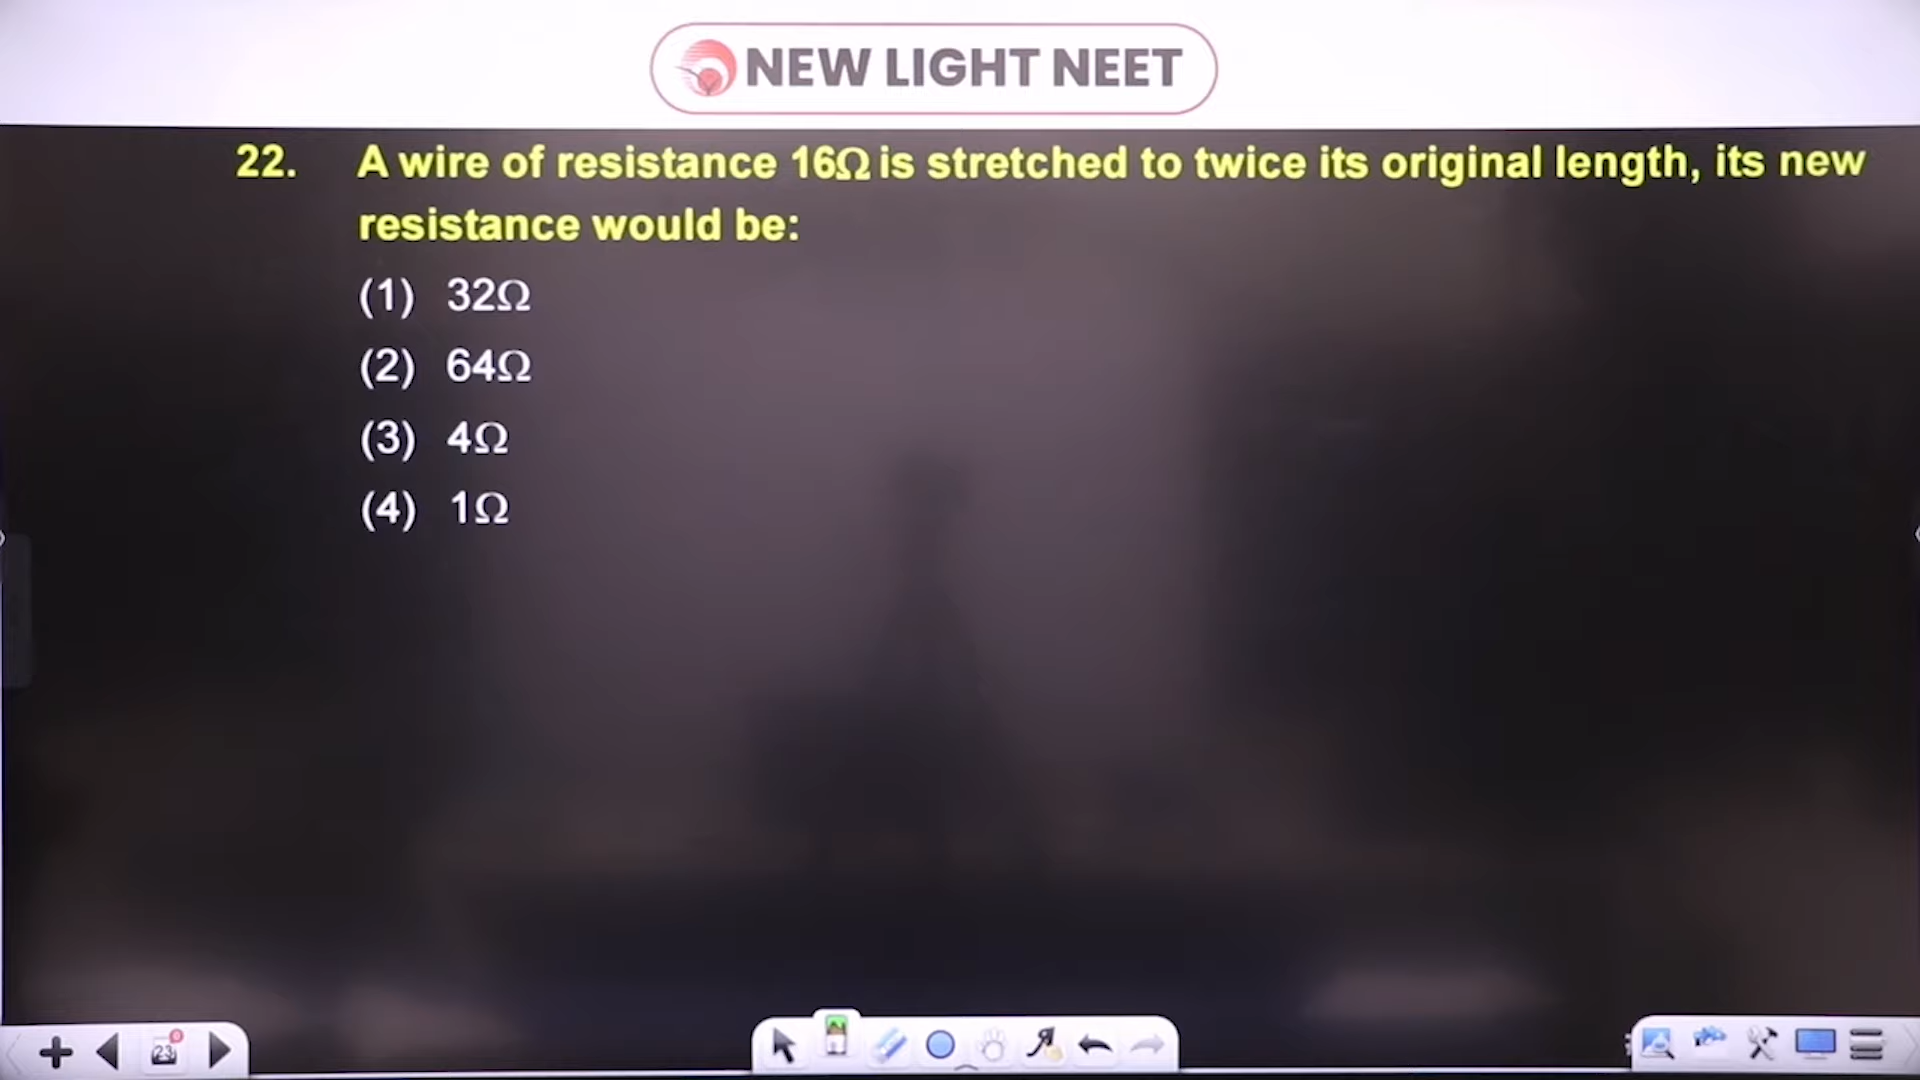 NEW LIGHT NEET
22. A wire of resistance 16Ω is stretched to twice its original length, its new
resistance would be:
(1) 32Ω
(2) 64Ω
(3) 4Ω
(4) 1Ω
23